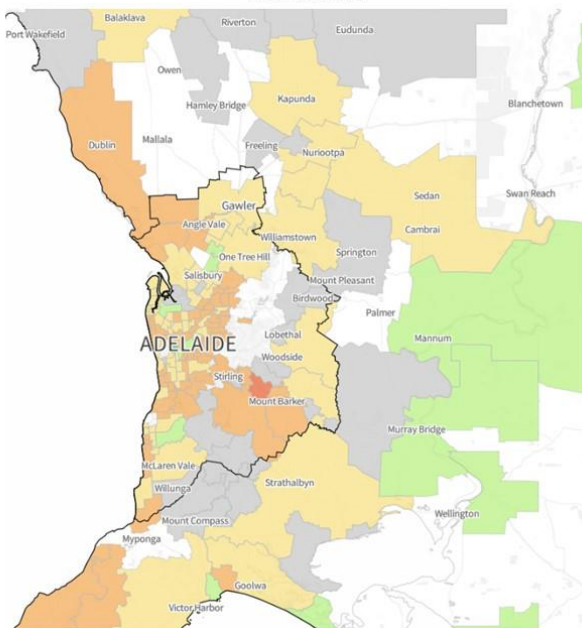 Balaklava
Riverton
Eudunda
Port Wakefield
Owen
Kapunda
Hamley Bridge
Blanchetown
Dublin
Mallala
Freeling
Nuriootpa
Swan Reach
Sedan
Gawler
Angle Vale
Cambrai
Williamstown
One Tree Hill
Springton
Salisbury
Mount Pleasant
Birdwood
Palmer
Lobethal
Mannum
ADELAIDE
Woodside
Stirling
Mount Barker
Murray Bridge
McLaren Vale
Strathalbyn
Willunga
Wellington
Mount Compass
Myponga
Goolwa
Victor Harbor